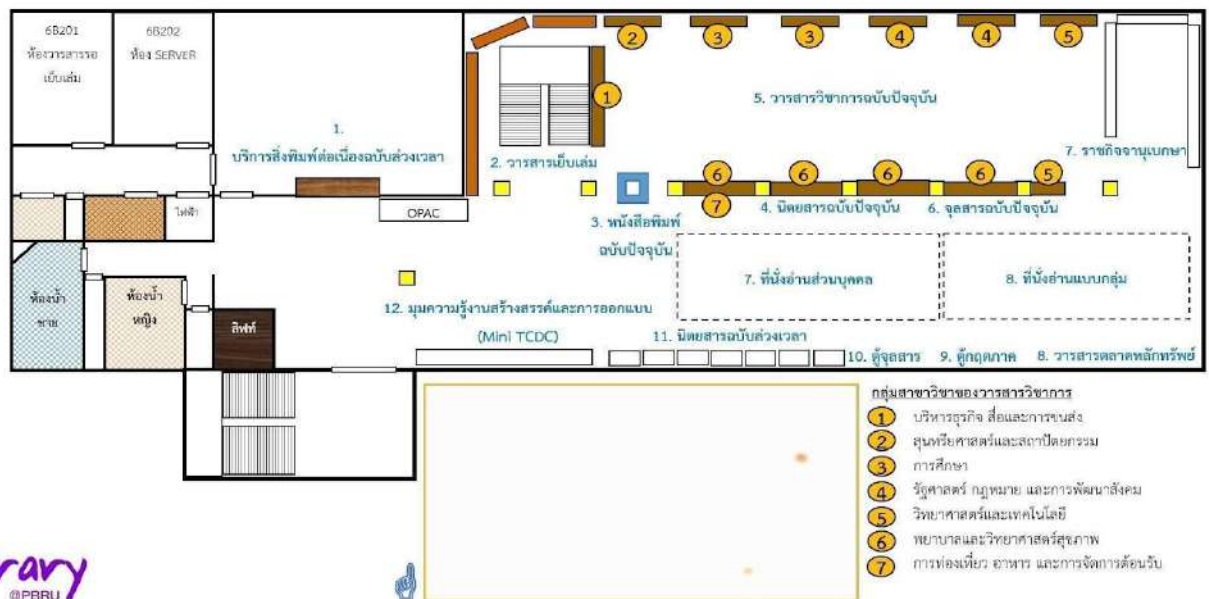 6B201
ห้องวารสารรอ
เย็บเล่ม
6B202
ห้อง SERVER
1.
บริการสิ่งพิมพ์ต่อเนื่องฉบับล่วงเวลา
2
3
3
4
4
5
1
5. วารสารวิชาการฉบับปัจจุบัน
2. วารสารเย็บเล่ม
7. ราชกิจจานุเบกษา
6
6
6
6
5
7
ไฟฟ้า
OPAC
3. หนังสือพิมพ์
ฉบับปัจจุบัน
4. นิตยสารฉบับปัจจุบัน
6. จุลสารฉบับปัจจุบัน
7. ที่นั่งอ่านส่วนบุคคล
8. ที่นั่งอ่านแบบกลุ่ม
ห้องน้ำ
ชาย
ห้องน้ำ
หญิง
ลิฟท์
12. มุมความรู้งานสร้างสรรค์และการออกแบบ
(Mini TCDC)
11. นิตยสารฉบับล่วงเวลา
10. ตู้จุลสาร
9. ตู้กฤตภาค
8. วารสารตลาดหลักทรัพย์
กลุ่มสาขาวิชาของวารสารวิชาการ
1 บริหารธุรกิจ สื่อและการขนส่ง
2 สุนทรียศาสตร์และสถาปัตยกรรม
3 การศึกษา
4 รัฐศาสตร์ กฎหมาย และการพัฒนาสังคม
5 วิทยาศาสตร์และเทคโนโลยี
6 พยาบาลและวิทยาศาสตร์สุขภาพ
7 การท่องเที่ยว อาหาร และการจัดการต้อนรับ
rary
@PBRU